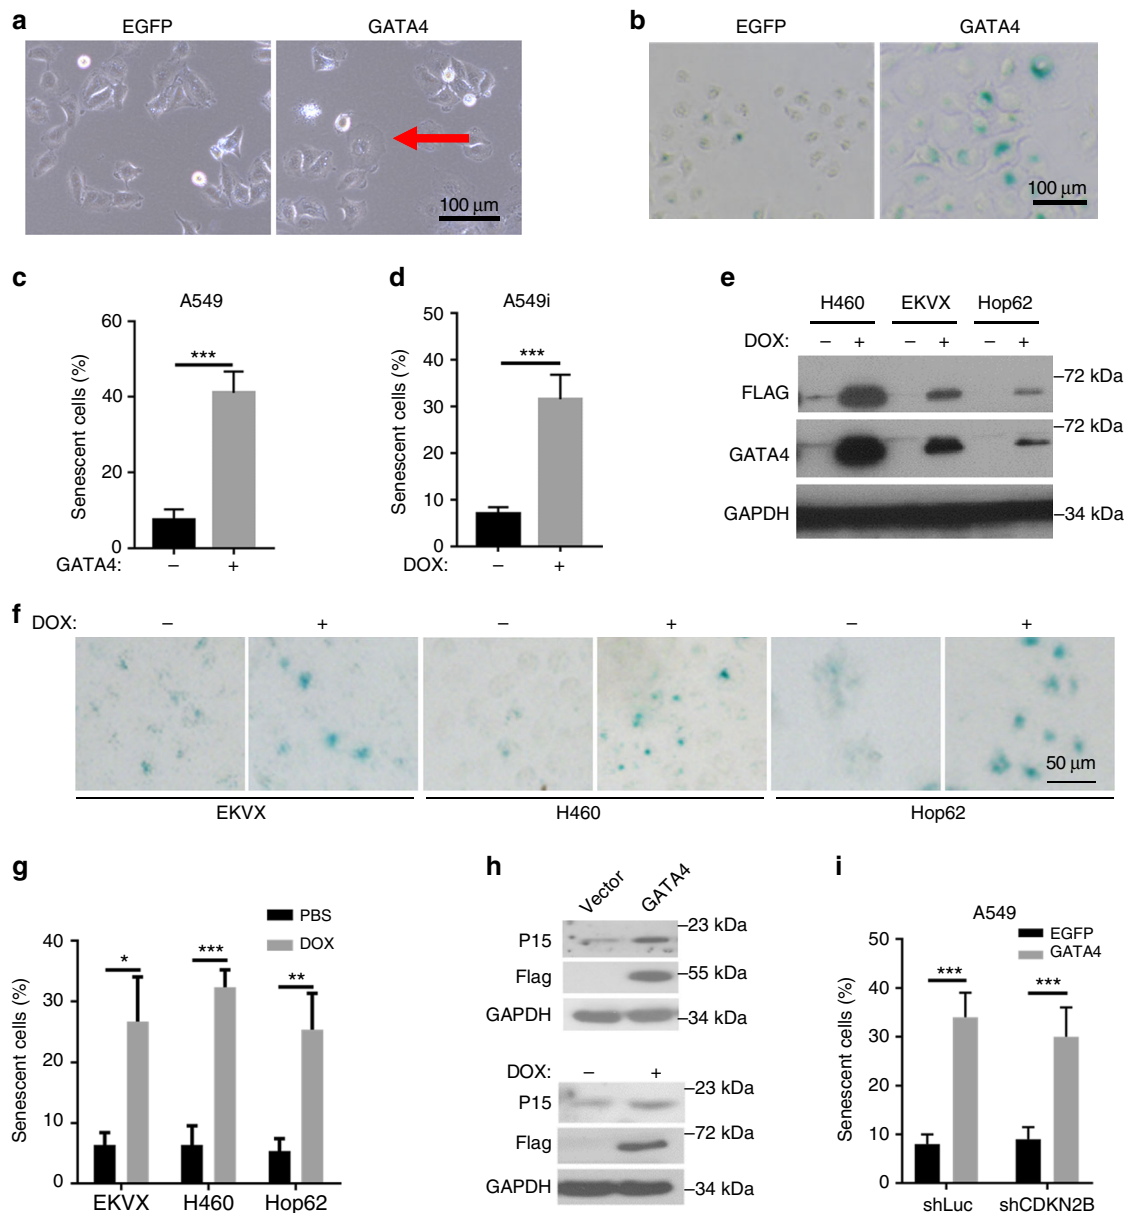 a
EGFP
GATA4
100 µm
b
EGFP
GATA4
100 µm
c
A549
Senescent cells (%)
60
40
20
0
***
GATA4:
–
+
d
A549i
Senescent cells (%)
50
40
30
20
10
0
***
DOX:
–
+
e
H460 EKVX Hop62
DOX: – + – + – +
FLAG
–72 kDa
GATA4
–72 kDa
GAPDH
–34 kDa
f
DOX: – + – + – +
50 µm
EKVX H460 Hop62
g
PBS
DOX
Senescent cells (%)
40
30
20
10
0
*
***
**
EKVX H460 Hop62
h
Vector GATA4
P15
–23 kDa
Flag
–55 kDa
GAPDH
–34 kDa
DOX: – +
P15
–23 kDa
Flag
–72 kDa
GAPDH
–34 kDa
i
A549
EGFP
GATA4
Senescent cells (%)
50
40
30
20
10
0
***
***
shLuc shCDKN2B